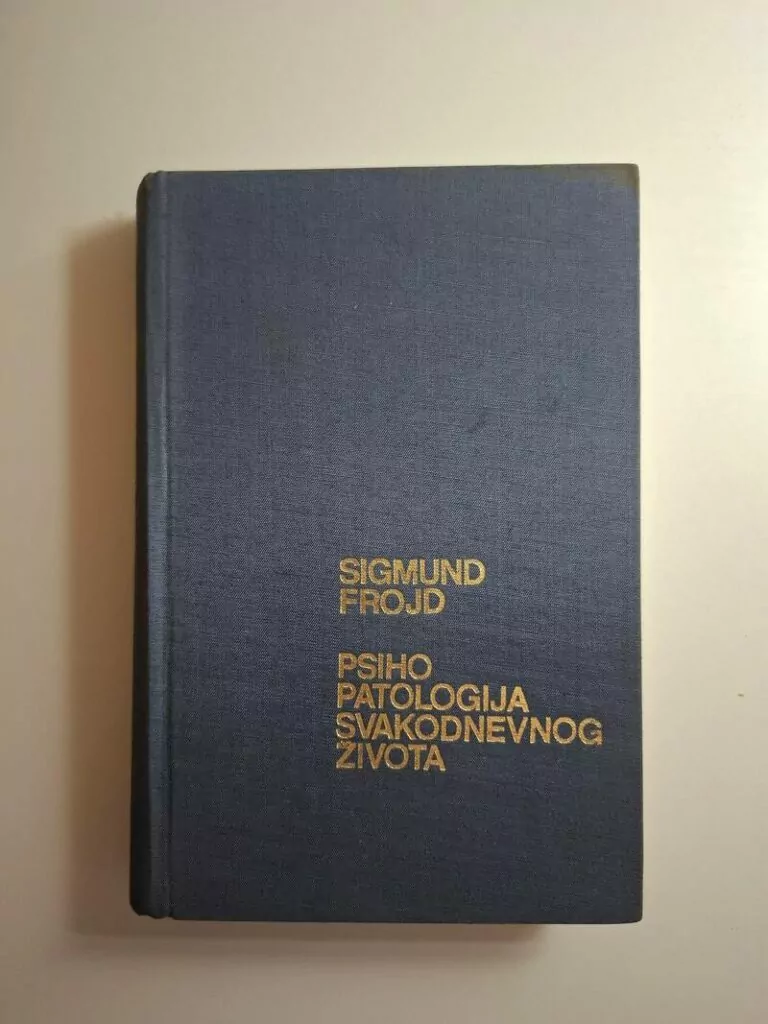 SIGMUND
FROJD
PSIHO
PATOLOGIJA
SVAKODNEVNOG
ŽIVOTA